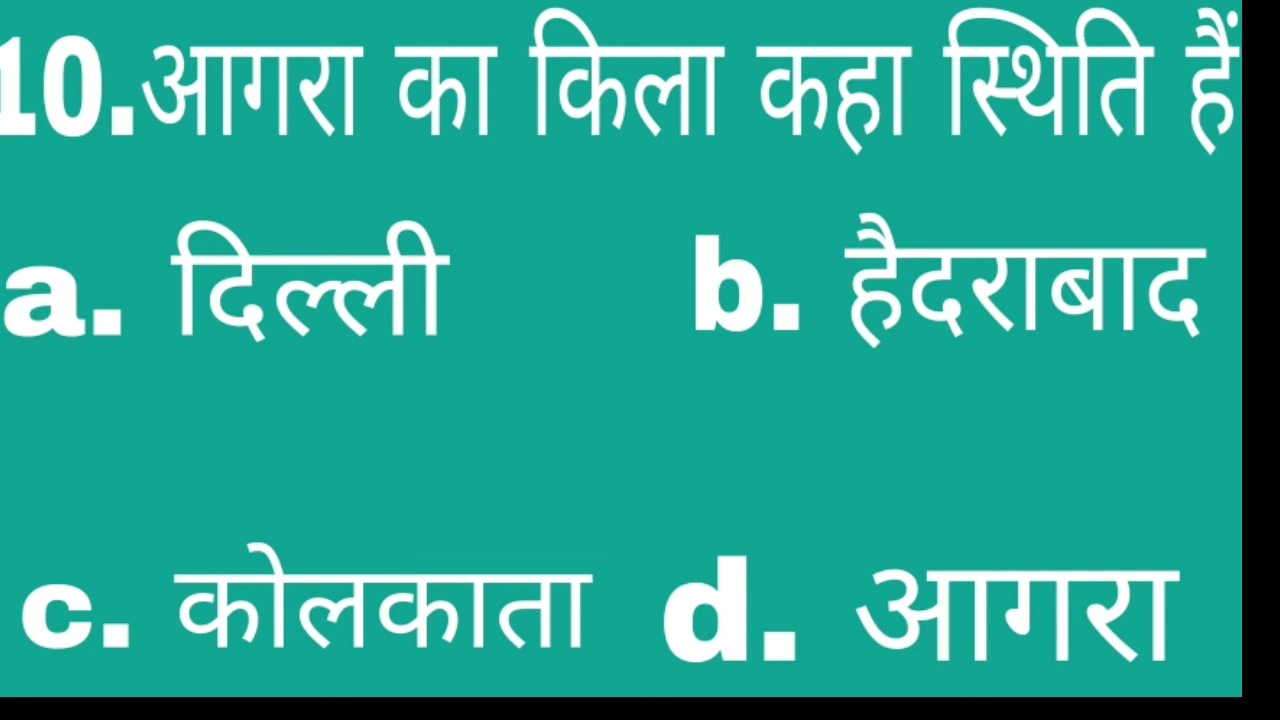 10.आगरा का किला कहा स्थिति हैं
a. दिल्ली b. हैदराबाद
c. कोलकाता d. आगरा